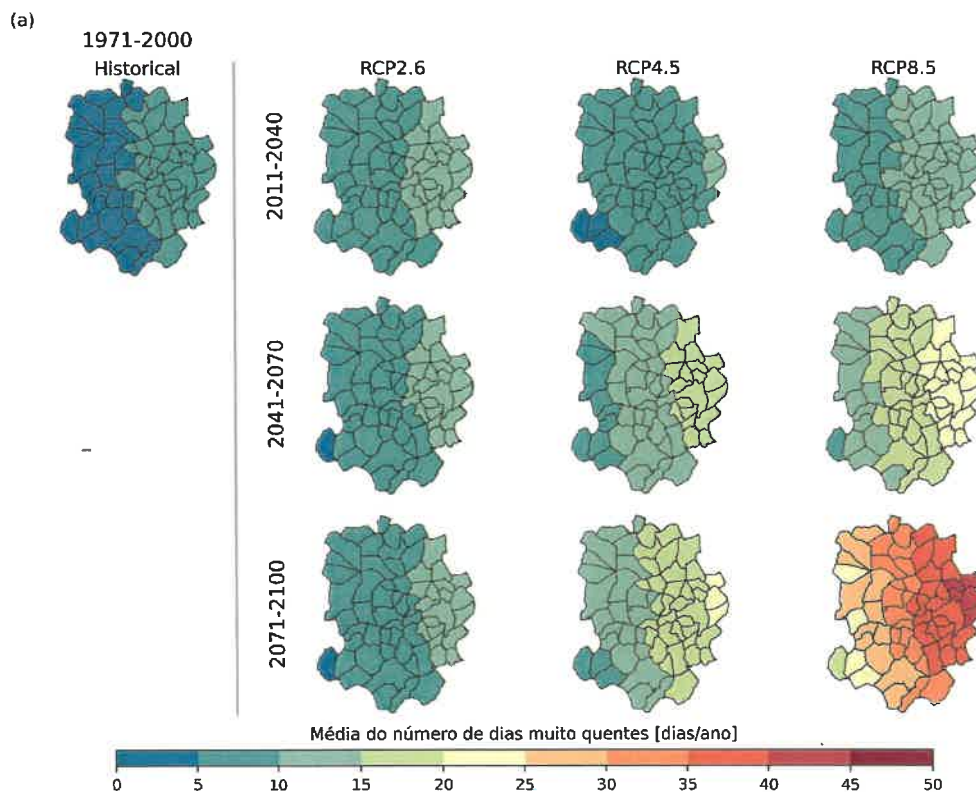 (a)
1971-2000
Historical
RCP2.6
RCP4.5
RCP8.5
2011-2040
2041-2070
2071-2100
Média do número de dias muito quentes [dias/ano]
0 5 10 15 20 25 30 35 40 45 50